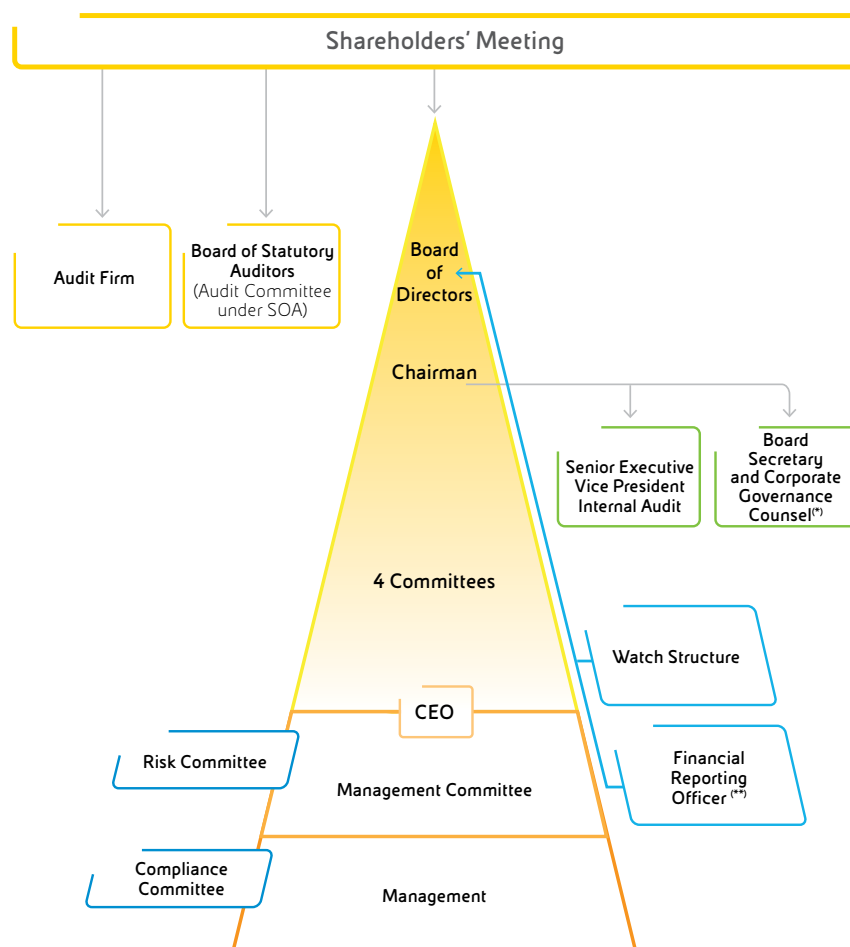 Shareholders' Meeting
Audit Firm
Board of Statutory
Auditors
(Audit Committee
under SOA)
Board
of
Directors
Chairman
Senior Executive
Vice President
Internal Audit
Board
Secretary
and Corporate
Governance
Counsel(*)
4 Committees
Watch Structure
CEO
Risk Committee
Management Committee
Financial
Reporting
Officer (**)
Compliance
Committee
Management